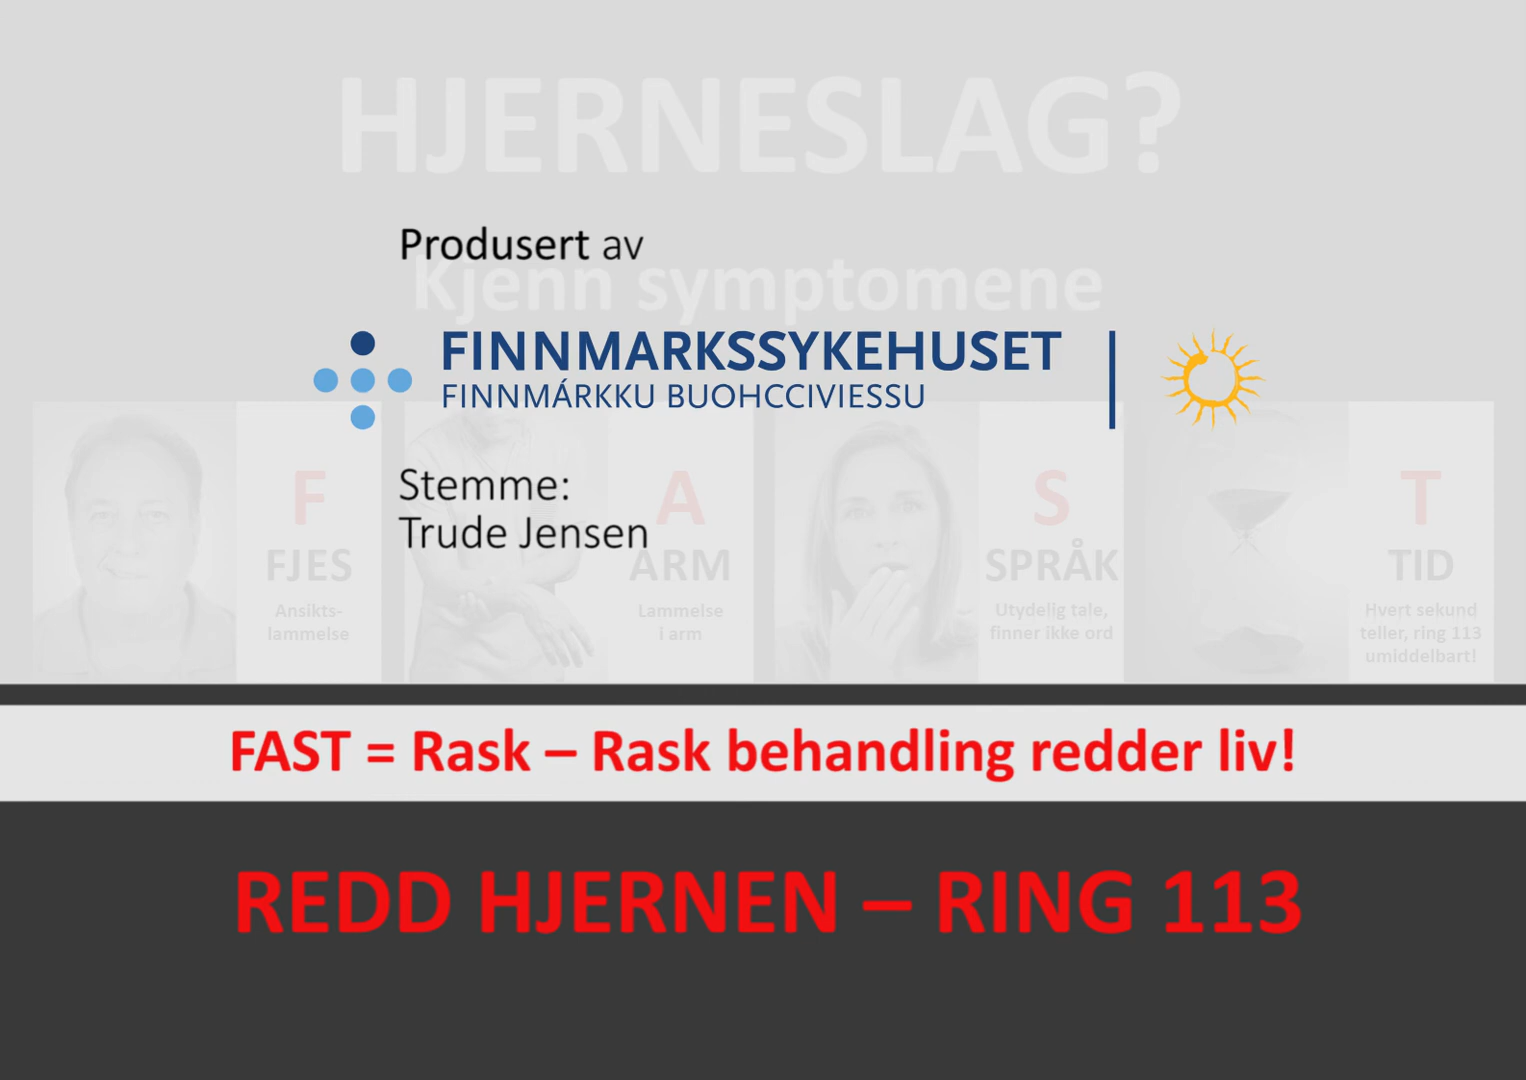 HJERNESLAG?
Produsert av
Kjenn symptomene
FINNMARKSSYKEHUSET
FINNMÁRKKU BUOHCCIVIESSU
Stemme:
Trude Jensen
F
FJES
Ansikts-
lammelse
A
ARM
Lammelse
i arm
S
SPRÅK
Utydelig tale,
finner ikke ord
T
TID
Hvert sekund
teller, ring 113
umiddelbart!
FAST = Rask – Rask behandling redder liv!
REDD HJERNEN – RING 113